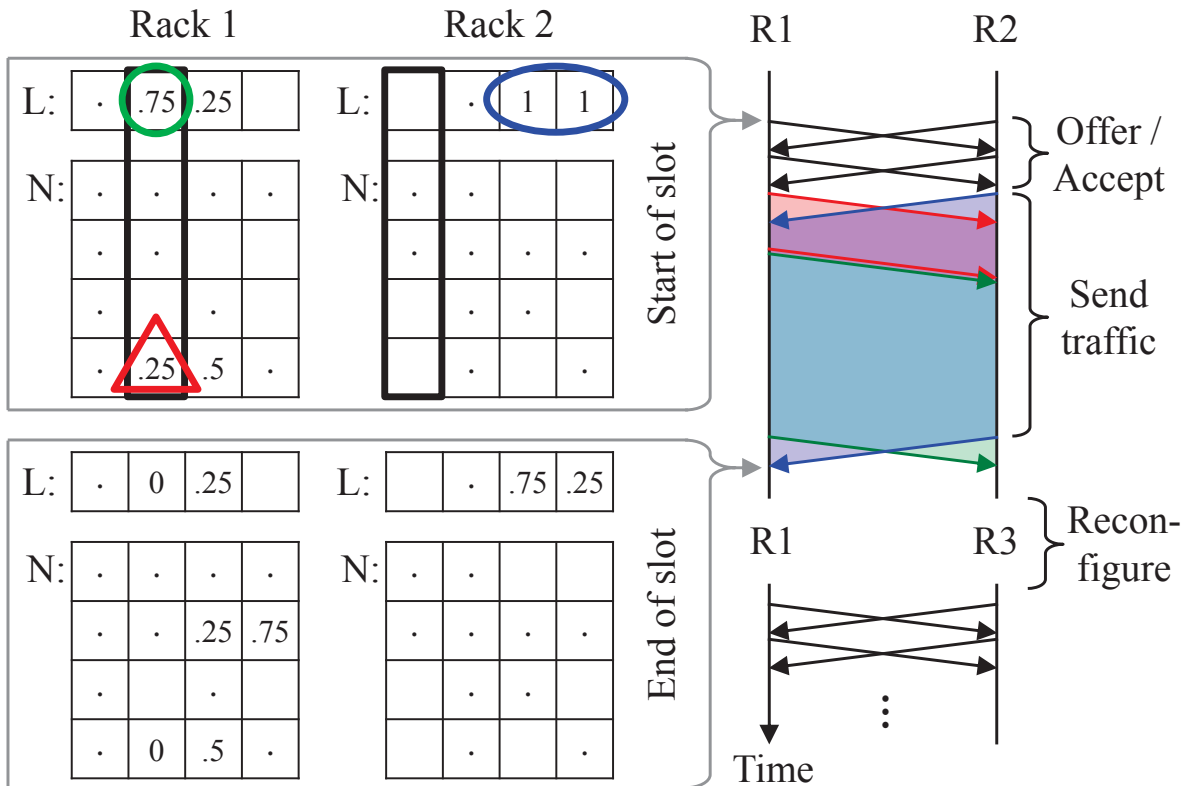 Rack 1
Rack 2
R1
R2
L: · .75 .25
L: · 1 1
N: · · · ·
· ·
· ·
· .25 .5 ·
N: · ·
· · · ·
· ·
· ·
Start of slot
Offer /
Accept
Send
traffic
L: · 0 .25
L: · .75 .25
N: · · · ·
· · .25 .75
· ·
· 0 .5 ·
N: · ·
· · · ·
· ·
· ·
End of slot
Recon-
figure
R1
R3
⋮
Time